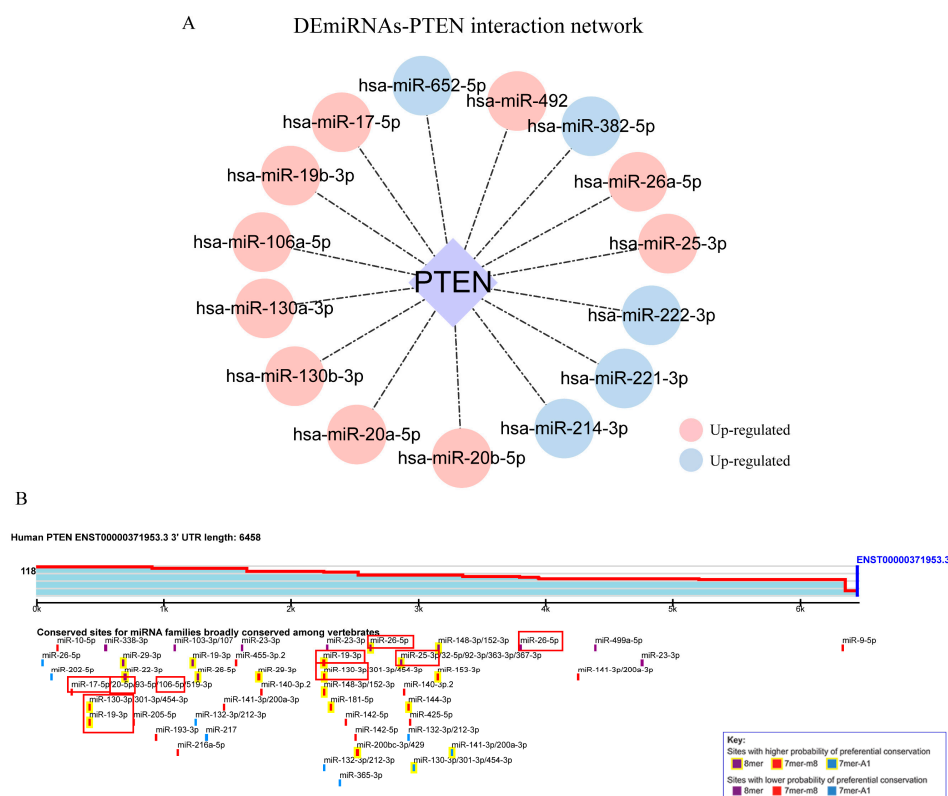 A
DEmiRNAs-PTEN interaction network
hsa-miR-652-5p
hsa-miR-492
hsa-miR-17-5p
hsa-miR-382-5p
hsa-miR-19b-3p
hsa-miR-26a-5p
hsa-miR-106a-5p
hsa-miR-25-3p
PTEN
hsa-miR-130a-3p
hsa-miR-222-3p
hsa-miR-130b-3p
hsa-miR-221-3p
hsa-miR-20a-5p
hsa-miR-214-3p
hsa-miR-20b-5p
Up-regulated
Up-regulated
B
Human PTEN ENST00000371953.3 3' UTR length: 6458
ENST00000371953.3
118
0k 1k 2k 3k 4k 5k 6k
Conserved sites for miRNA families broadly conserved among vertebrates
miR-10-5p miR-338-3p miR-103-3p/107 miR-23-3p miR-23-3p miR-26-5p miR-148-3p/152-3p miR-26-5p miR-499a-5p miR-9-5p
miR-26-5p miR-29-3p miR-19-3p miR-455-3p.2 miR-19-3p miR-25-3p/32-5p/92-3p/363-3p/367-3p miR-23-3p
miR-202-5p miR-22-3p miR-26-5p miR-29-3p miR-130-3p/301-3p/454-3p miR-153-3p miR-141-3p/200a-3p
miR-17-5p/20-5p/93-5p/106-5p/519-3p miR-140-3p.2 miR-148-3p/152-3p miR-140-3p.2
miR-130-3p/301-3p/454-3p miR-141-3p/200a-3p miR-181-5p miR-144-3p
miR-19-3p miR-205-5p miR-132-3p/212-3p miR-142-5p miR-425-5p
miR-193-3p miR-217 miR-142-5p miR-132-3p/212-3p
miR-216a-5p miR-200bc-3p/429 miR-141-3p/200a-3p
miR-132-3p/212-3p miR-130-3p/301-3p/454-3p
miR-365-3p
Key:
Sites with higher probability of preferential conservation
8mer 7mer-m8 7mer-A1
Sites with lower probability of preferential conservation
8mer 7mer-m8 7mer-A1